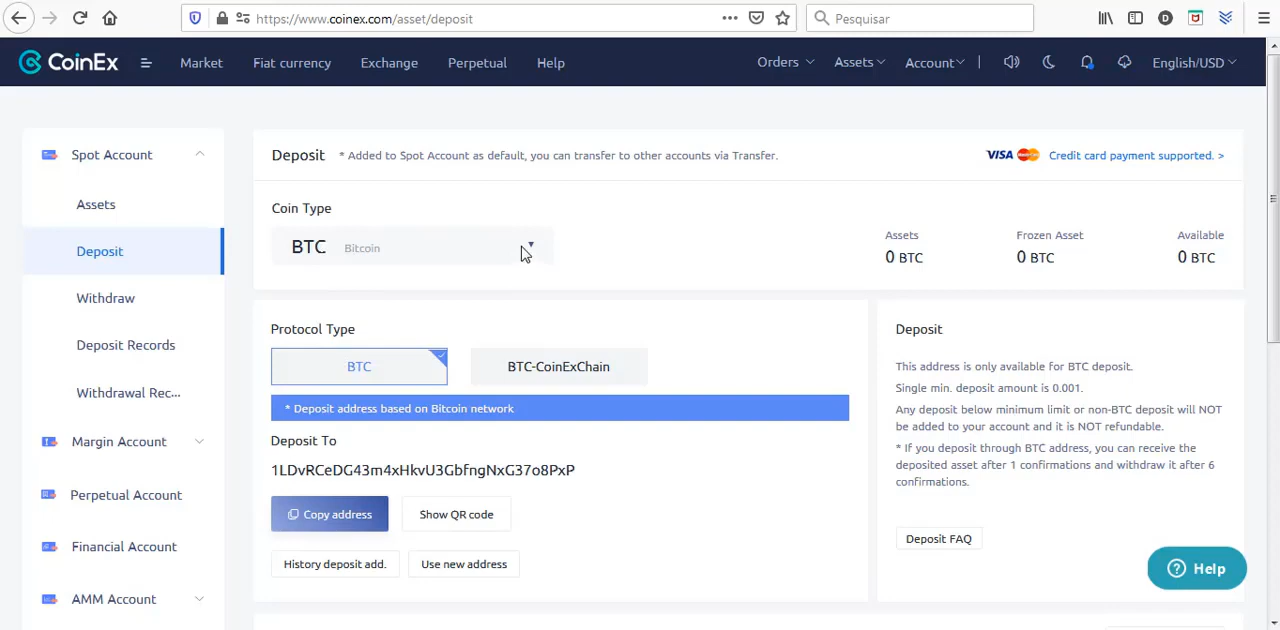 https://www.coinex.com/asset/deposit
Pesquisar
CoinEx Market Fiat currency Exchange Perpetual Help Orders Assets Account English/USD
Spot Account
Assets
Deposit
Withdraw
Deposit Records
Withdrawal Rec...
Margin Account
Perpetual Account
Financial Account
AMM Account
Deposit * Added to Spot Account as default, you can transfer to other accounts via Transfer.
VISA MasterCard Credit card payment supported. >
Coin Type
BTC Bitcoin
Assets Frozen Asset Available
0 BTC 0 BTC 0 BTC
Protocol Type
BTC BTC-CoinExChain
* Deposit address based on Bitcoin network
Deposit To
1LDvRCeDG43m4xHkvU3GbfngNxG37o8PxP
Copy address Show QR code
History deposit add. Use new address
Deposit
This address is only available for BTC deposit.
Single min. deposit amount is 0.001.
Any deposit below minimum limit or non-BTC deposit will NOT
be added to your account and it is NOT refundable.
* If you deposit through BTC address, you can receive the
deposited asset after 1 confirmations and withdraw it after 6
confirmations.
Deposit FAQ
Help